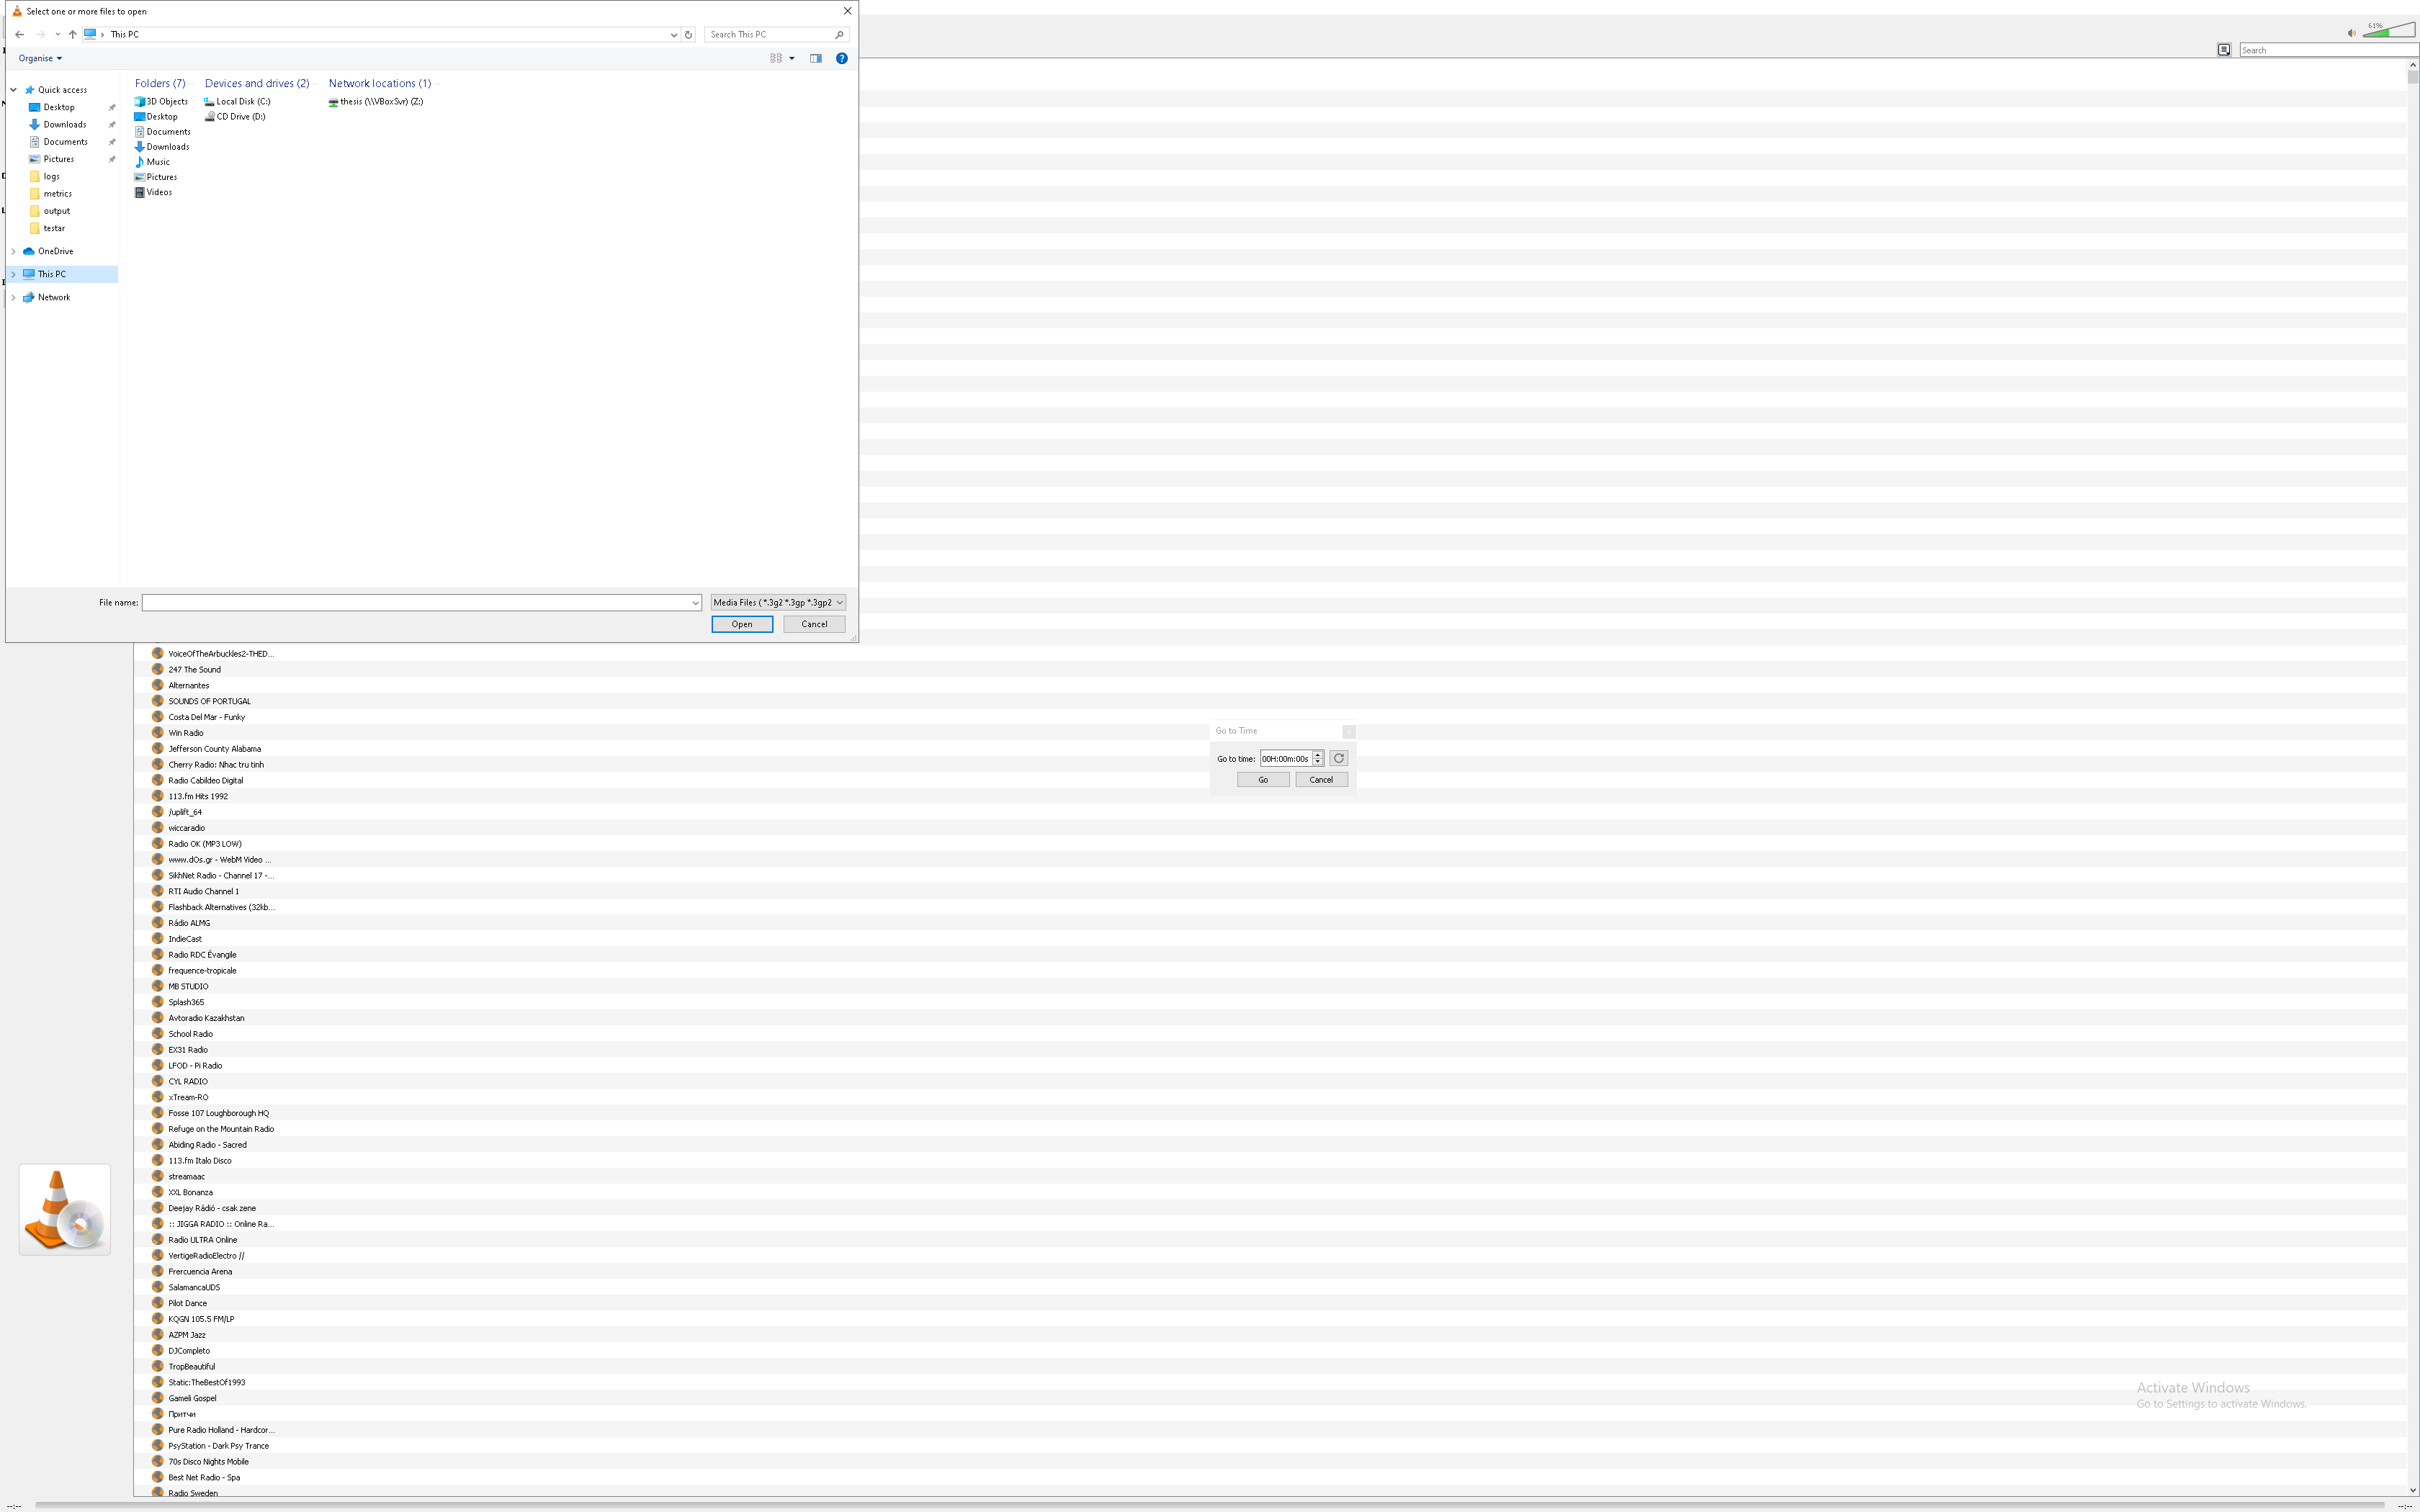 Select one or more files to open
This PC
Search This PC
61%
Organise
Search
Folders (7)
Devices and drives (2)
Network locations (1)
Quick access
Desktop
Downloads
Documents
Pictures
logs
metrics
output
testar
OneDrive
This PC
Network
3D Objects
Desktop
Documents
Downloads
Music
Pictures
Videos
Local Disk (C:)
CD Drive (D:)
thesis (\\VBoxSvr) (Z:)
File name:
Media Files ( *.3g2 *.3gp *.3gp2
Open
Cancel
VoiceOfTheArbuckles2-THED...
247 The Sound
Alternantes
SOUNDS OF PORTUGAL
Costa Del Mar - Funky
Win Radio
Jefferson County Alabama
Cherry Radio: Nhac tru tinh
Radio Cabildeo Digital
113.fm Hits 1992
/uplift_64
wiccaradio
Radio OK (MP3 LOW)
www.dOs.gr - WebM Video ...
SikhNet Radio - Channel 17 -...
RTI Audio Channel 1
Flashback Alternatives (32kb...
Rádio ALMG
IndieCast
Radio RDC Évangile
frequence-tropicale
MB STUDIO
Splash365
Avtoradio Kazakhstan
School Radio
EX31 Radio
LFOD - Pi Radio
CYL RADIO
xTream-RO
Fosse 107 Loughborough HQ
Refuge on the Mountain Radio
Abiding Radio - Sacred
113.fm Italo Disco
streamaac
XXL Bonanza
Deejay Rádió - csak zene
:: JIGGA RADIO :: Online Ra...
Radio ULTRA Online
VertigeRadioElectro //
Frercuencia Arena
SalamancaUDS
Pilot Dance
KQGN 105.5 FM/LP
AZPM Jazz
DJCompleto
TropBeautiful
Static:TheBestOf1993
Gameli Gospel
Притчи
Pure Radio Holland - Hardcor...
PsyStation - Dark Psy Trance
70s Disco Nights Mobile
Best Net Radio - Spa
Radio Sweden
Go to Time
Go to time: 00H:00m:00s
Go
Cancel
Activate Windows
Go to Settings to activate Windows.
--:--
--:--